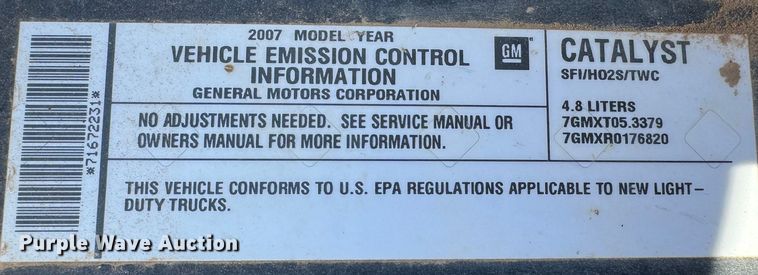 2007 MODEL YEAR
VEHICLE EMISSION CONTROL
INFORMATION
GENERAL MOTORS CORPORATION
GM
CATALYST
SFI/HO2S/TWC
4.8 LITERS
7GMXT05.3379
7GMXR0176820
NO ADJUSTMENTS NEEDED. SEE SERVICE MANUAL OR
OWNERS MANUAL FOR MORE INFORMATION.
THIS VEHICLE CONFORMS TO U.S. EPA REGULATIONS APPLICABLE TO NEW LIGHT-
DUTY TRUCKS.
*71672231*
Purple Wave Auction